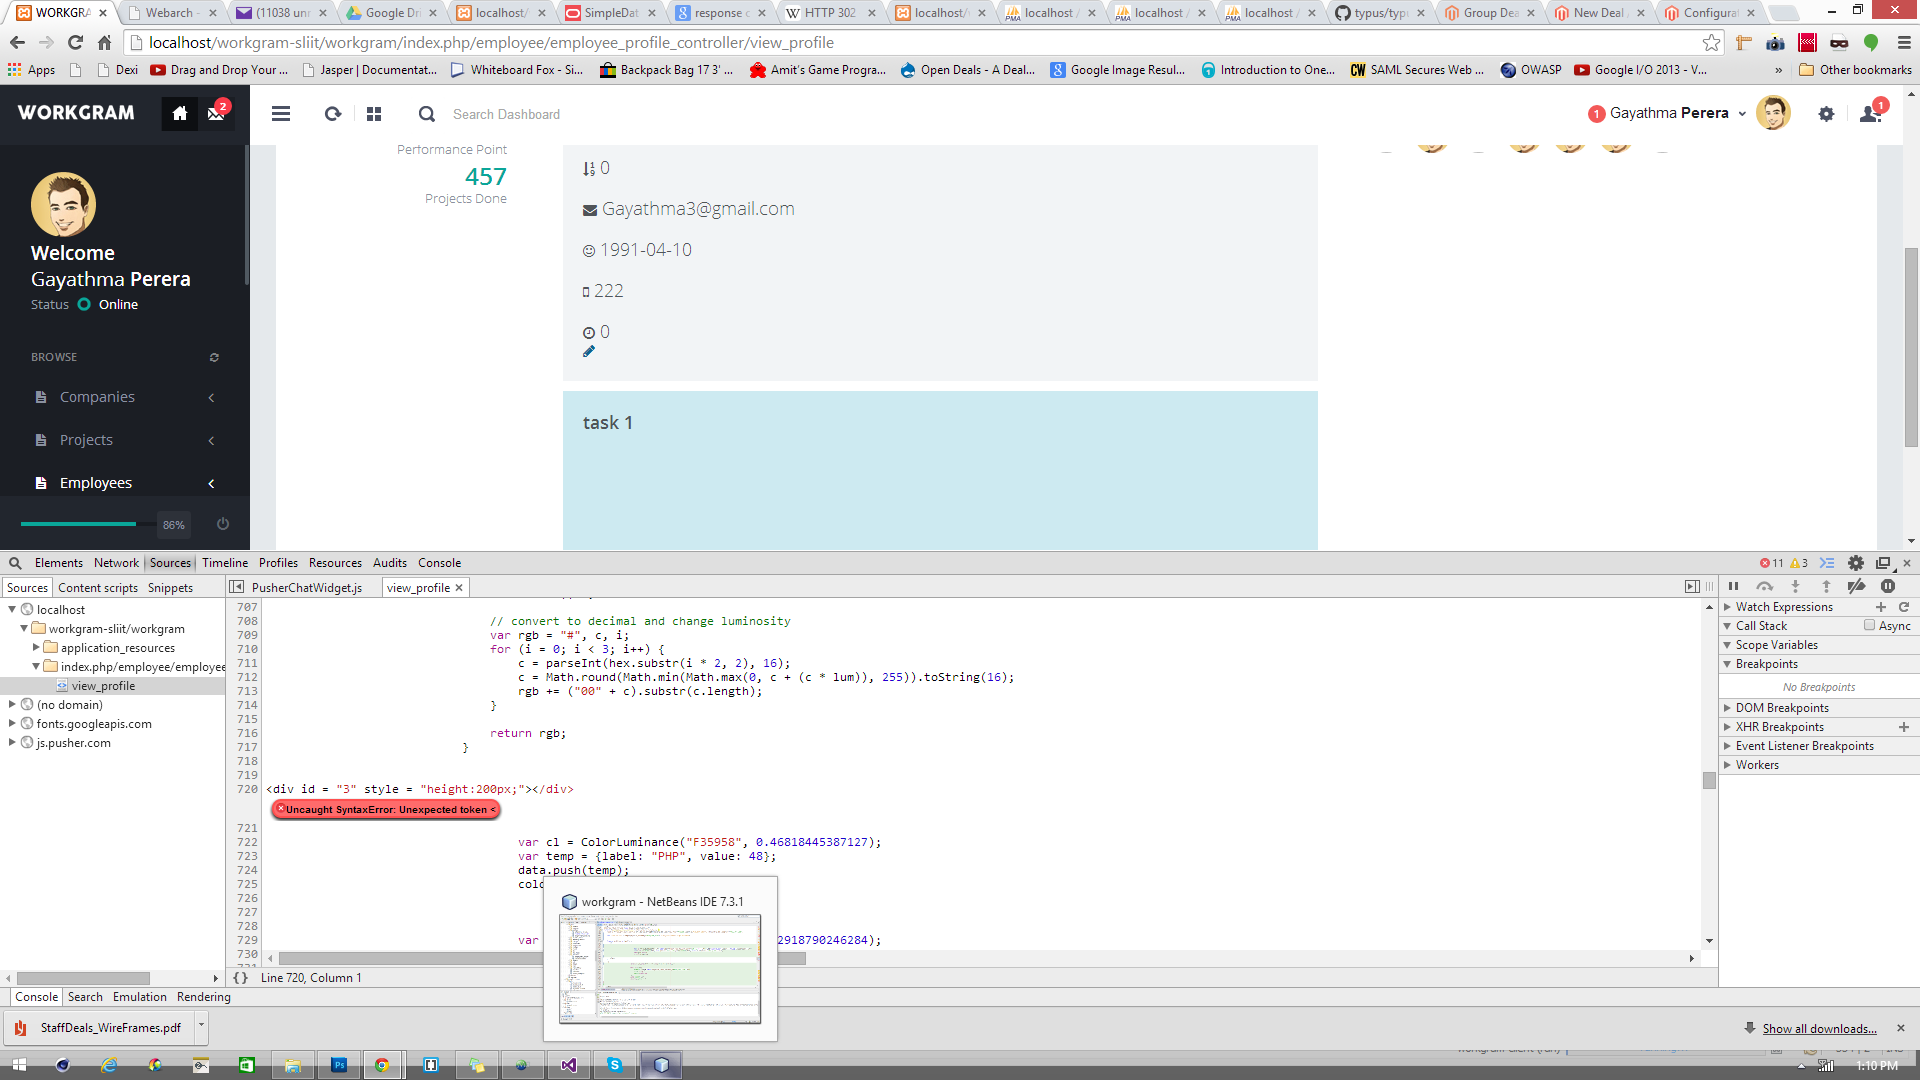 WORKGRA
Webarch -
(11038 unr
Google Dri
localhost/
SimpleDat
response c
HTTP 302
localhost/
localhost /
localhost /
localhost /
typus/typ
Group Dea
New Deal
Configura
localhost/workgram-sliit/workgram/index.php/employee/employee_profile_controller/view_profile
Apps
Dexi
Drag and Drop Your ...
Jasper | Documentat...
Whiteboard Fox - Si...
Backpack Bag 17 3' ...
Amit's Game Progra...
Open Deals - A Deal...
Google Image Resul...
Introduction to One...
SAML Secures Web ...
OWASP
Google I/O 2013 - V...
»
Other bookmarks
WORKGRAM
2
Search Dashboard
1 Gayathma Perera
1
Welcome
Gayathma Perera
Status Online
BROWSE
Companies
Projects
Employees
86%
Performance Point
457
Projects Done
0
Gayathma3@gmail.com
1991-04-10
222
0
task 1
Elements Network Sources Timeline Profiles Resources Audits Console
11 3
Sources Content scripts Snippets
PusherChatWidget.js
view_profile ×
localhost
workgram-sliit/workgram
application_resources
index.php/employee/employee
view_profile
(no domain)
fonts.googleapis.com
js.pusher.com
707
708 // convert to decimal and change luminosity
709 var rgb = "#", c, i;
710 for (i = 0; i < 3; i++) {
711 c = parseInt(hex.substr(i * 2, 2), 16);
712 c = Math.round(Math.min(Math.max(0, c + (c * lum)), 255)).toString(16);
713 rgb += ("00" + c).substr(c.length);
714 }
715
716 return rgb;
717 }
718
719
720 <div id = "3" style = "height:200px;"></div>
Uncaught SyntaxError: Unexpected token <
721
722 var cl = ColorLuminance("F35958", 0.46818445387127);
723 var temp = {label: "PHP", value: 48};
724 data.push(temp);
725 colo
726
727
728
729 var 2918790246284);
730
{} Line 720, Column 1
Watch Expressions
Call Stack
Async
Scope Variables
Breakpoints
No Breakpoints
DOM Breakpoints
XHR Breakpoints
Event Listener Breakpoints
Workers
Console Search Emulation Rendering
workgram - NetBeans IDE 7.3.1
StaffDeals_WireFrames.pdf
Show all downloads...
1:10 PM